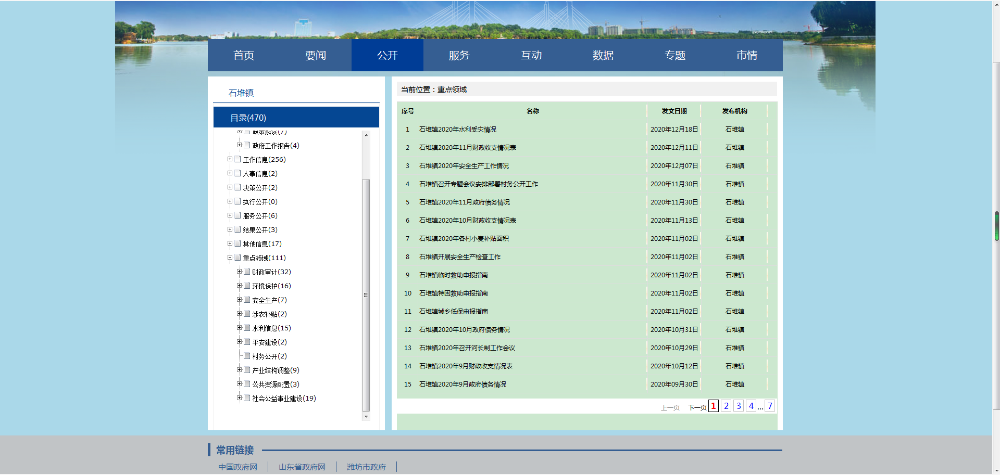 首页 要闻 公开 服务 互动 数据 专题 市情
石堆镇
目录(470)
政策解读(7)
政府工作报告(4)
工作信息(256)
人事信息(2)
决策公开(2)
执行公开(0)
服务公开(6)
结果公开(3)
其他信息(17)
重点领域(111)
财政审计(32)
环境保护(16)
安全生产(7)
涉农补贴(2)
水利信息(15)
平安建设(2)
村务公开(2)
产业结构调整(9)
公共资源配置(3)
社会公益事业建设(19)
当前位置：重点领域
序号 名称 发文日期 发布机构
1 石堆镇2020年水利受灾情况 2020年12月18日 石堆镇
2 石堆镇2020年11月财政收支情况表 2020年12月11日 石堆镇
3 石堆镇2020年安全生产工作情况 2020年12月07日 石堆镇
4 石堆镇召开专题会议安排部署村务公开工作 2020年11月30日 石堆镇
5 石堆镇2020年11月政府债务情况 2020年11月30日 石堆镇
6 石堆镇2020年10月财政收支情况表 2020年11月13日 石堆镇
7 石堆镇2020年各村小麦补贴面积 2020年11月02日 石堆镇
8 石堆镇开展安全生产检查工作 2020年11月02日 石堆镇
9 石堆镇临时救助申报指南 2020年11月02日 石堆镇
10 石堆镇特困救助申报指南 2020年11月02日 石堆镇
11 石堆镇城乡低保申报指南 2020年11月02日 石堆镇
12 石堆镇2020年10月政府债务情况 2020年10月31日 石堆镇
13 石堆镇2020年召开河长制工作会议 2020年10月29日 石堆镇
14 石堆镇2020年9月财政收支情况表 2020年10月12日 石堆镇
15 石堆镇2020年9月政府债务情况 2020年09月30日 石堆镇
上一页 下一页 1 2 3 4 ... 7
常用链接
中国政府网 山东省政府网 潍坊市政府